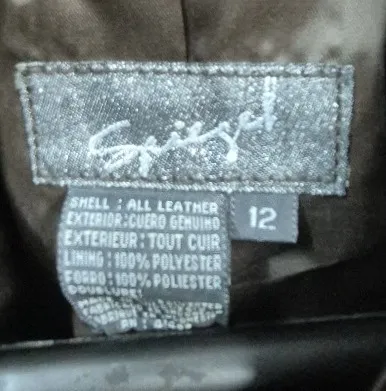 Spiegel
SHELL : ALL LEATHER
EXTERIOR:CUERO GENUINO
EXTERIEUR:TOUT CUIR
LINING:100% POLYESTER
FORRO:100% POLIESTER
12